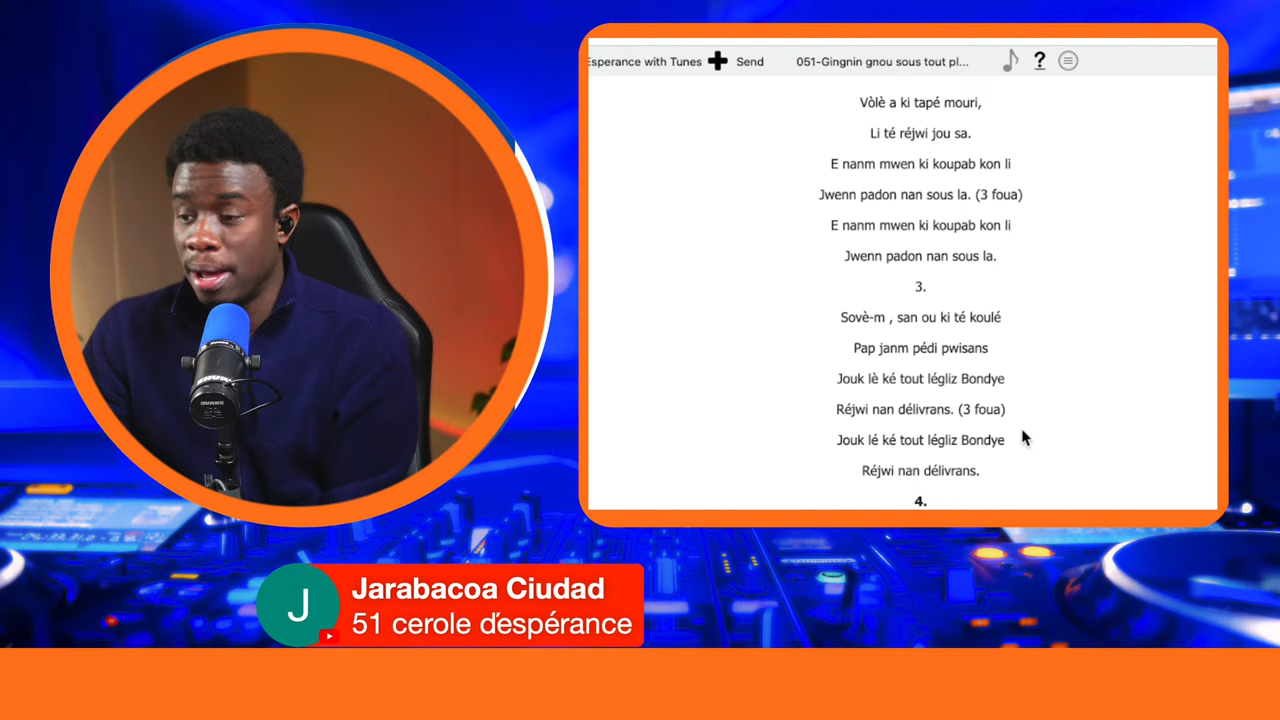 Esperance with Tunes Send 051-Gingnin gnou sous tout pl... ?
Vòlè a ki tapé mouri,
Li té réjwi jou sa.
E nanm mwen ki koupab kon li
Jwenn padon nan sous la. (3 foua)
E nanm mwen ki koupab kon li
Jwenn padon nan sous la.
3.
Sovè-m , san ou ki té koulé
Pap janm pédi pwisans
Jouk lè ké tout légliz Bondye
Réjwi nan délivrans. (3 foua)
Jouk lé ké tout légliz Bondye
Réjwi nan délivrans.
4.
SHURE
J
Jarabacoa Ciudad
51 cerole d'espérance